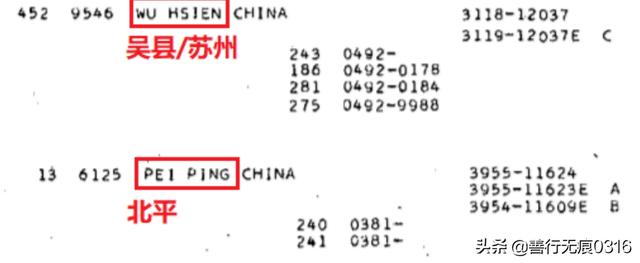 452 9546 WU HSIEN CHINA 3118-12037
3119-12037E C
吴县/苏州
243 0492-
186 0492-0178
281 0492-0184
275 0492-9988
13 6125 PEI PING CHINA 3955-11624
3955-11623E A
3954-11609E B
北平
240 0381-
241 0381-
头条 @善行无痕0316